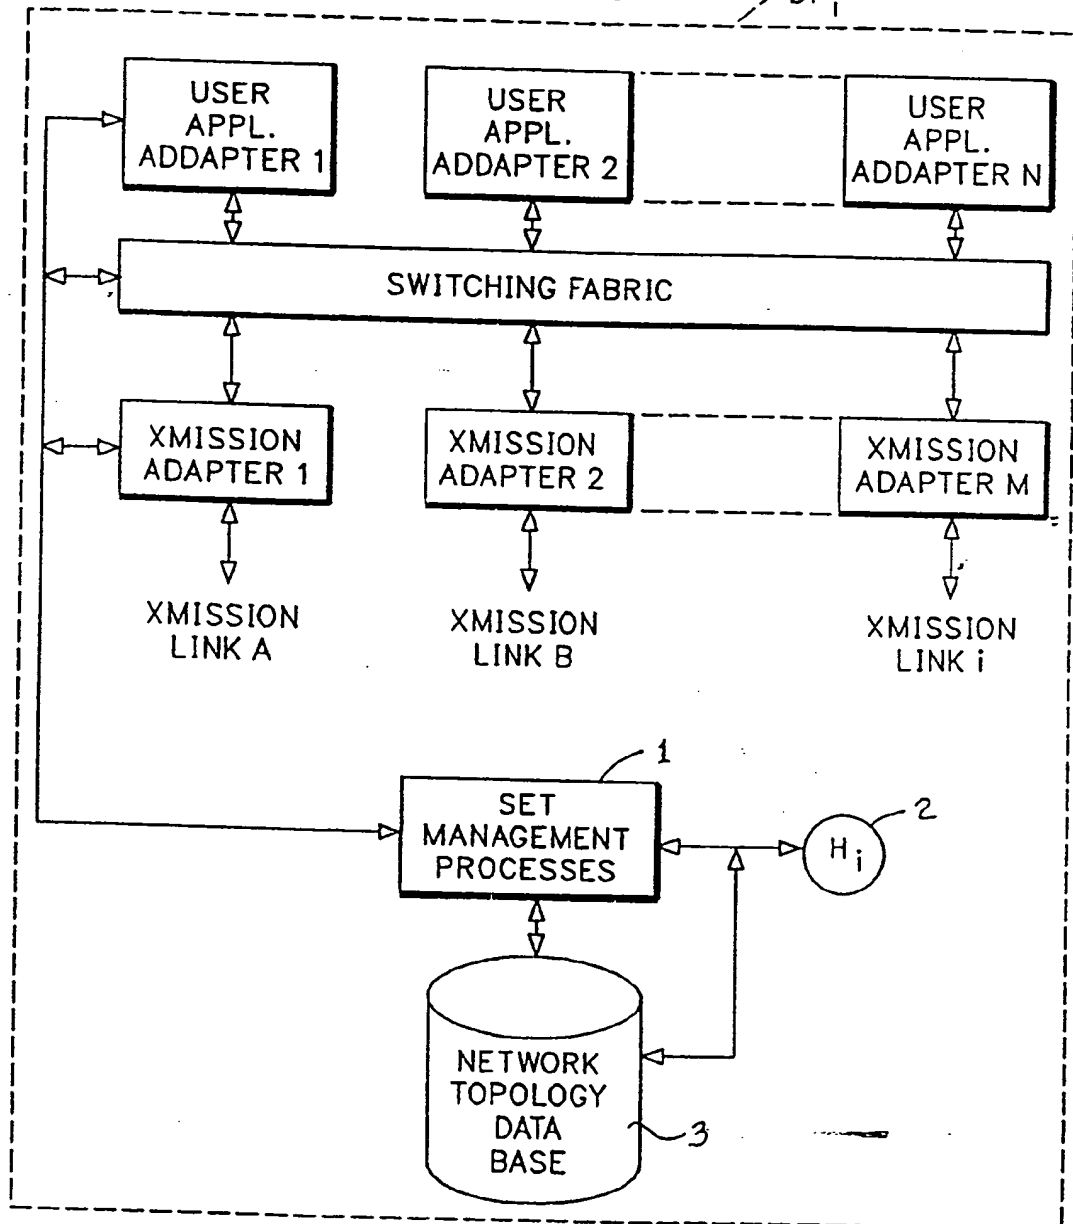 USER
APPL.
ADDAPTER 1
USER
APPL.
ADDAPTER 2
USER
APPL.
ADDAPTER N
SWITCHING FABRIC
XMISSION
ADAPTER 1
XMISSION
ADAPTER 2
XMISSION
ADAPTER M
XMISSION
LINK A
XMISSION
LINK B
XMISSION
LINK i
1
SET
MANAGEMENT
PROCESSES
2
Hi
NETWORK
TOPOLOGY
DATA
BASE
3